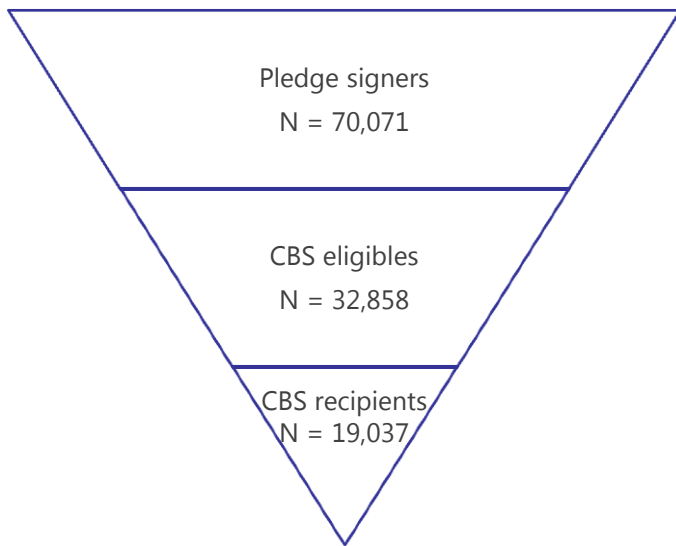 Pledge signers
N = 70,071
CBS eligibles
N = 32,858
CBS recipients
N = 19,037